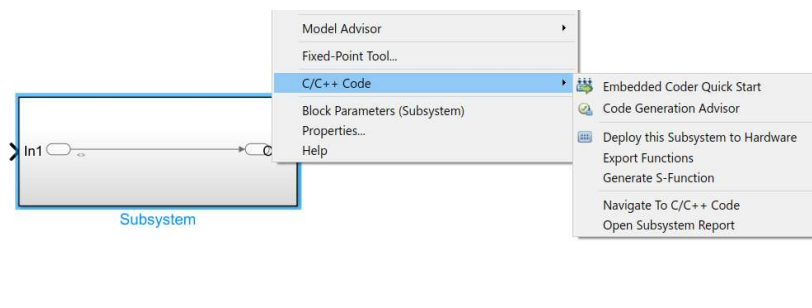 Model Advisor
Fixed-Point Tool...
C/C++ Code
Block Parameters (Subsystem)
Properties...
Help
Embedded Coder Quick Start
Code Generation Advisor
Deploy this Subsystem to Hardware
Export Functions
Generate S-Function
Navigate To C/C++ Code
Open Subsystem Report
In1
Subsystem